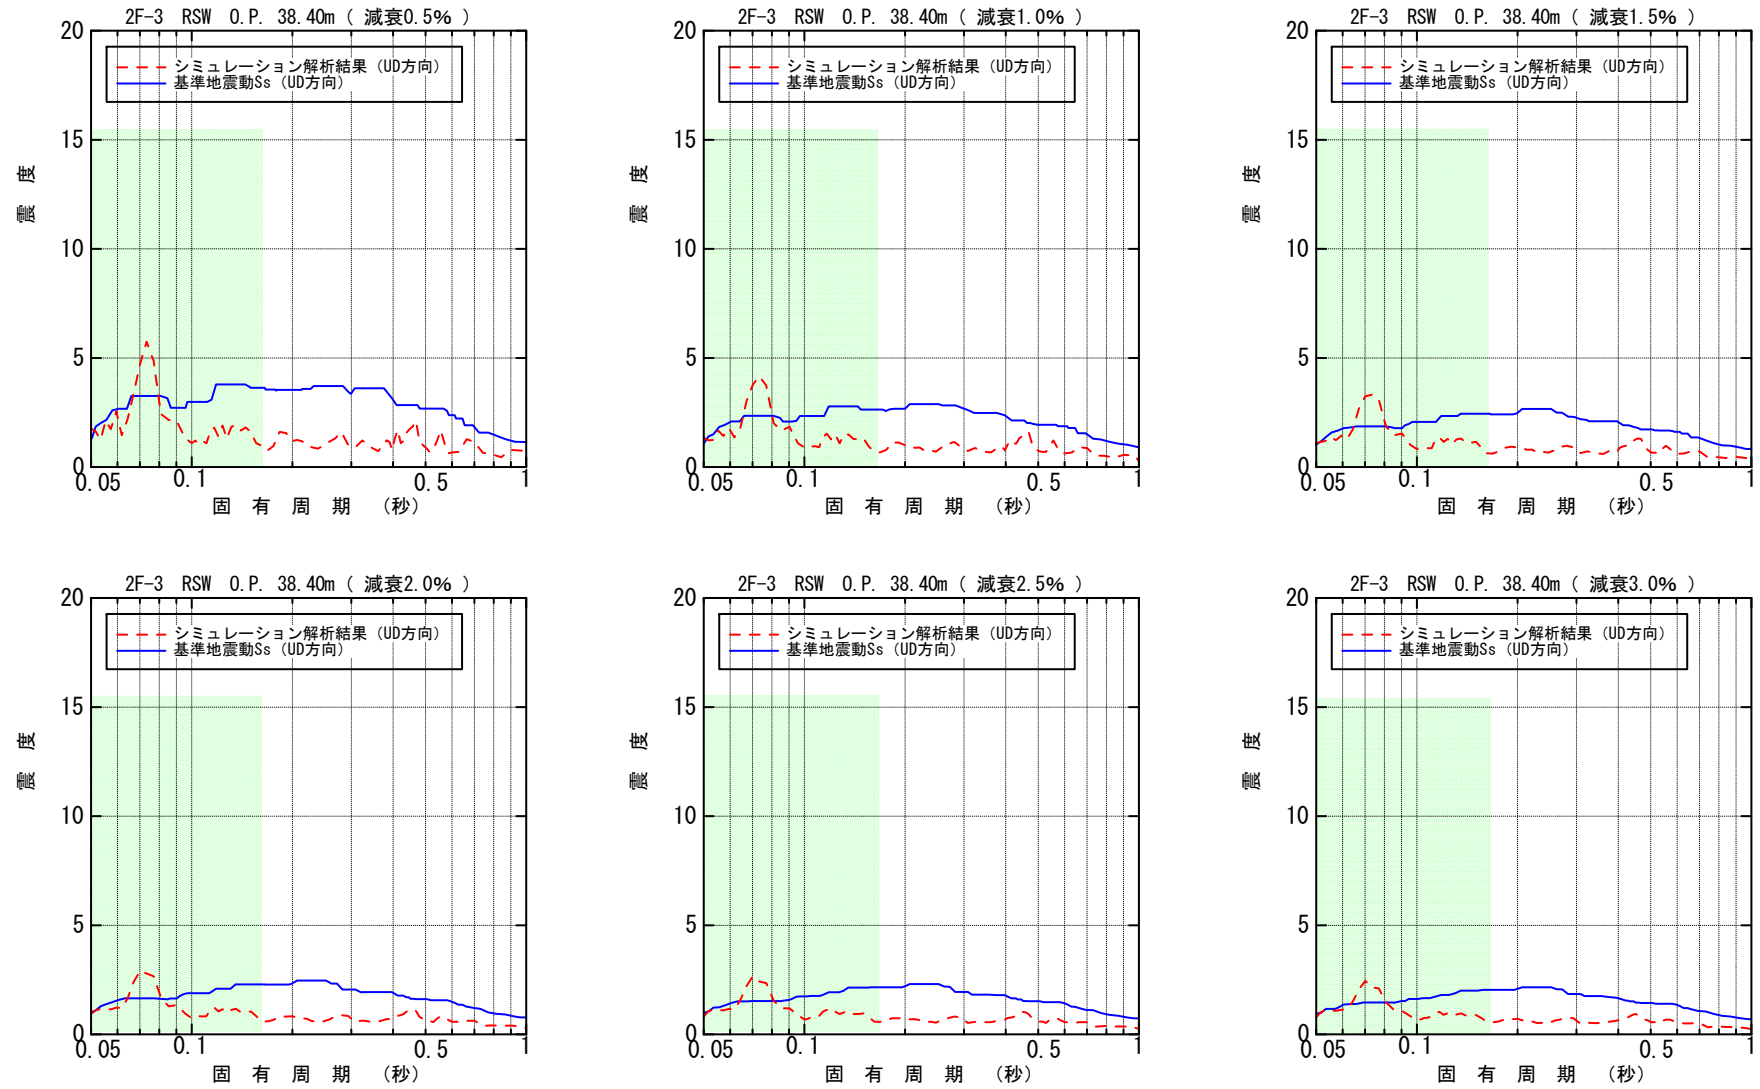 2F-3 RSW O.P. 38.40m ( 減衰0.5% )
20
シミュレーション解析結果 (UD方向)
基準地震動Ss (UD方向)
15
震度
10
5
0
0.05 0.1 0.5 1
固有周期 (秒)
2F-3 RSW O.P. 38.40m ( 減衰1.0% )
20
シミュレーション解析結果 (UD方向)
基準地震動Ss (UD方向)
15
震度
10
5
0
0.05 0.1 0.5 1
固有周期 (秒)
2F-3 RSW O.P. 38.40m ( 減衰1.5% )
20
シミュレーション解析結果 (UD方向)
基準地震動Ss (UD方向)
15
震度
10
5
0
0.05 0.1 0.5 1
固有周期 (秒)
2F-3 RSW O.P. 38.40m ( 減衰2.0% )
20
シミュレーション解析結果 (UD方向)
基準地震動Ss (UD方向)
15
震度
10
5
0
0.05 0.1 0.5 1
固有周期 (秒)
2F-3 RSW O.P. 38.40m ( 減衰2.5% )
20
シミュレーション解析結果 (UD方向)
基準地震動Ss (UD方向)
15
震度
10
5
0
0.05 0.1 0.5 1
固有周期 (秒)
2F-3 RSW O.P. 38.40m ( 減衰3.0% )
20
シミュレーション解析結果 (UD方向)
基準地震動Ss (UD方向)
15
震度
10
5
0
0.05 0.1 0.5 1
固有周期 (秒)